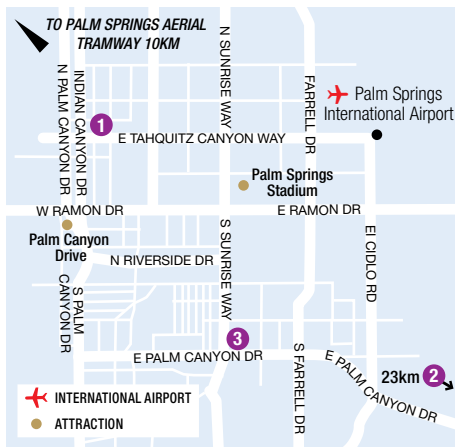 TO PALM SPRINGS AERIAL
TRAMWAY 10KM
N PALM CANYON DR
INDIAN CANYON DR
N SUNRISE WAY
FARRELL DR
Palm Springs
International Airport
1
E TAHQUITZ CANYON WAY
Palm Springs
Stadium
W RAMON DR
E RAMON DR
Palm Canyon
Drive
N RIVERSIDE DR
S SUNRISE WAY
EI CIDLO RD
S PALM
CANYON DR
3
E PALM CANYON DR
S FARRELL DR
E PALM CANYON DR
23km 2
INTERNATIONAL AIRPORT
ATTRACTION